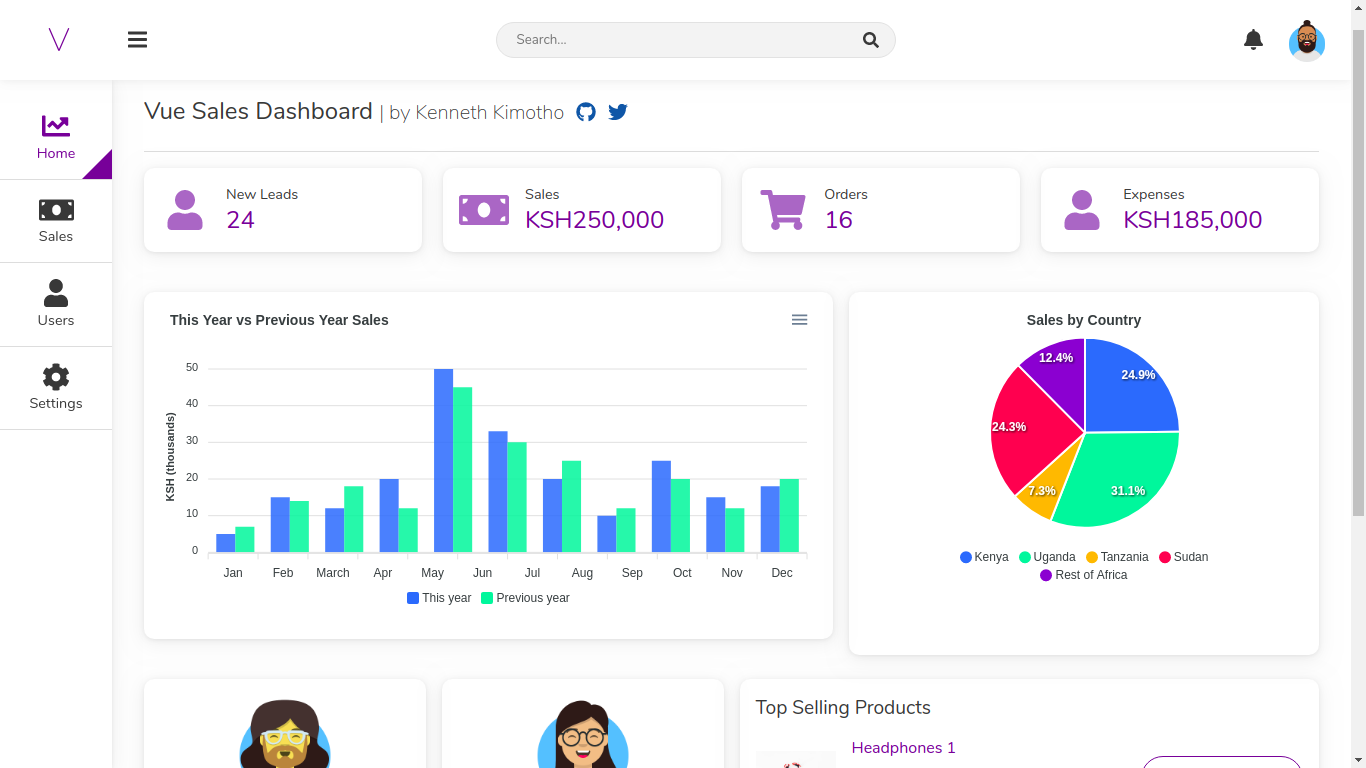 V
Search...
Vue Sales Dashboard | by Kenneth Kimotho
Home
Sales
Users
Settings
New Leads
24
Sales
KSH250,000
Orders
16
Expenses
KSH185,000
This Year vs Previous Year Sales
KSH (thousands)
50
40
30
20
10
0
Jan Feb March Apr May Jun Jul Aug Sep Oct Nov Dec
This year Previous year
Sales by Country
12.4%
24.9%
24.3%
7.3%
31.1%
Kenya Uganda Tanzania Sudan
Rest of Africa
Top Selling Products
Headphones 1